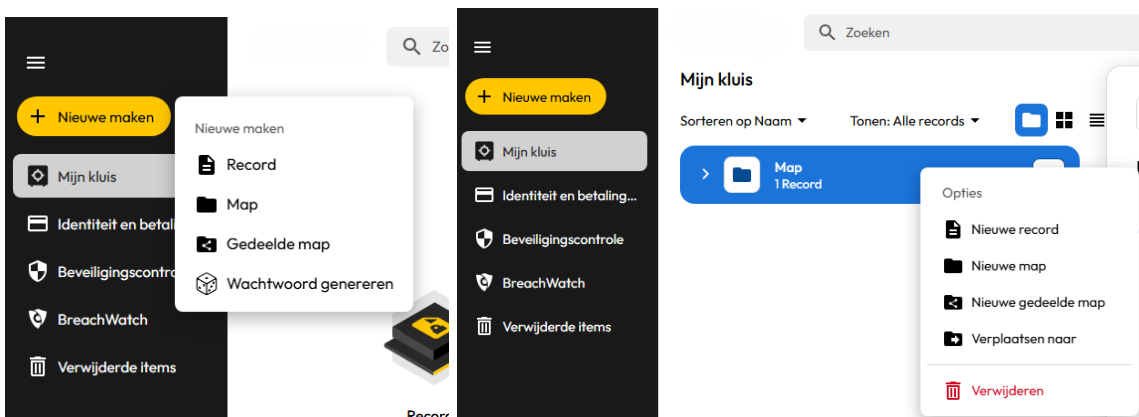 Zo
Nieuwe maken
Nieuwe maken
Record
Map
Gedeelde map
Wachtwoord genereren
Mijn kluis
Identiteit en betali
Beveiligingscontro
BreachWatch
Verwijderde items
Record
Zoeken
Nieuwe maken
Mijn kluis
Identiteit en betaling...
Beveiligingscontrole
BreachWatch
Verwijderde items
Mijn kluis
Sorteren op Naam
Tonen: Alle records
Map
1 Record
Opties
Nieuwe record
Nieuwe map
Nieuwe gedeelde map
Verplaatsen naar
Verwijderen